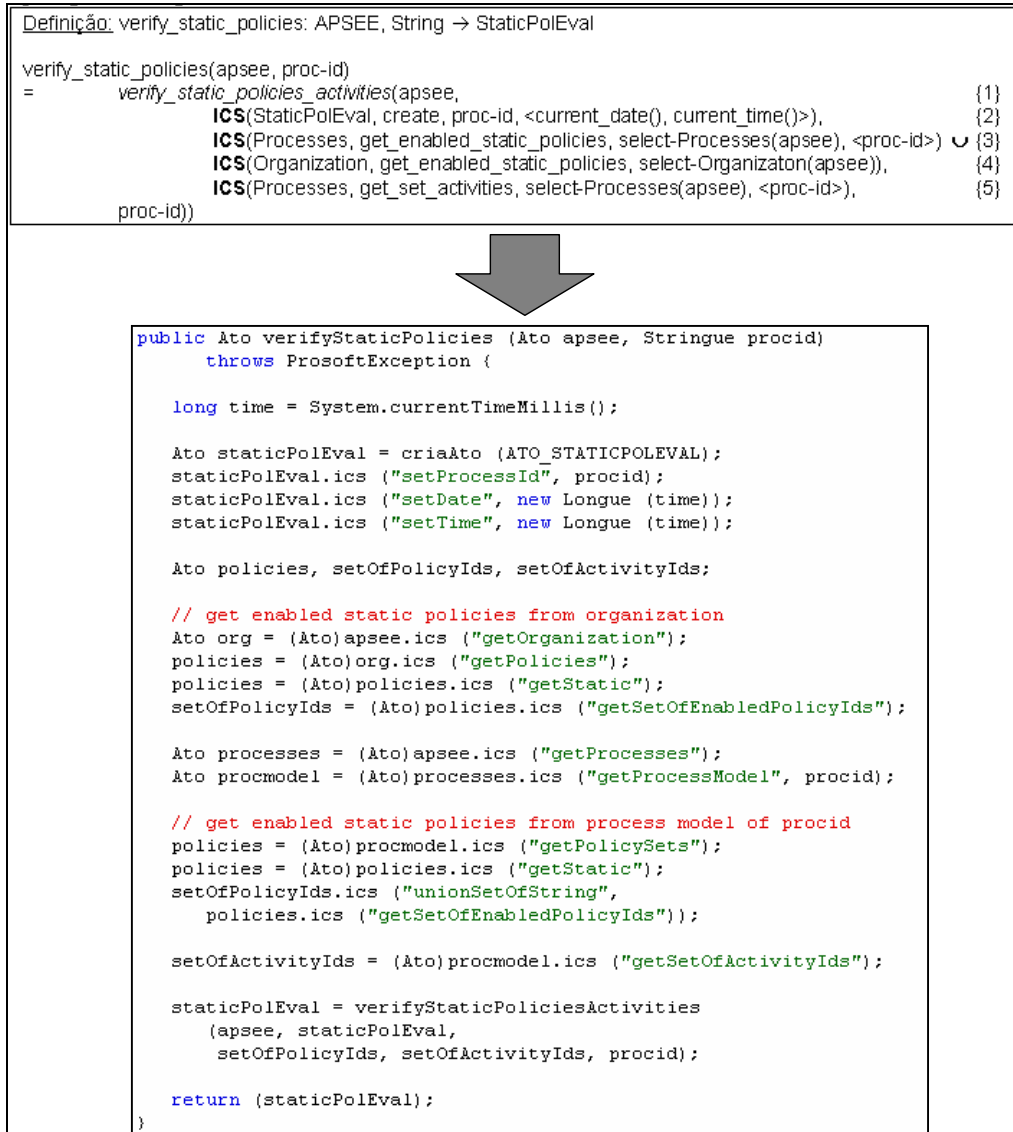 Definição: verify_static_policies: APSEE, String → StaticPolEval
verify_static_policies(apsee, proc-id)
= verify_static_policies_activities(apsee, {1}
ICS(StaticPolEval, create, proc-id, <current_date(), current_time()>), {2}
ICS(Processes, get_enabled_static_policies, select-Processes(apsee), <proc-id>) ∪ {3}
ICS(Organization, get_enabled_static_policies, select-Organizaton(apsee)), {4}
ICS(Processes, get_set_activities, select-Processes(apsee), <proc-id>), {5}
proc-id))
public Ato verifyStaticPolicies (Ato apsee, Stringue procid)
throws ProsoftException {
long time = System.currentTimeMillis();
Ato staticPolEval = criaAto (ATO_STATICPOLEVAL);
staticPolEval.ics ("setProcessId", procid);
staticPolEval.ics ("setDate", new Longue (time));
staticPolEval.ics ("setTime", new Longue (time));
Ato policies, setOfPolicyIds, setOfActivityIds;
// get enabled static policies from organization
Ato org = (Ato)apsee.ics ("getOrganization");
policies = (Ato)org.ics ("getPolicies");
policies = (Ato)policies.ics ("getStatic");
setOfPolicyIds = (Ato)policies.ics ("getSetOfEnabledPolicyIds");
Ato processes = (Ato)apsee.ics ("getProcesses");
Ato procmodel = (Ato)processes.ics ("getProcessModel", procid);
// get enabled static policies from process model of procid
policies = (Ato)procmodel.ics ("getPolicySets");
policies = (Ato)policies.ics ("getStatic");
setOfPolicyIds.ics ("unionSetOfString",
policies.ics ("getSetOfEnabledPolicyIds"));
setOfActivityIds = (Ato)procmodel.ics ("getSetOfActivityIds");
staticPolEval = verifyStaticPoliciesActivities
(apsee, staticPolEval,
setOfPolicyIds, setOfActivityIds, procid);
return (staticPolEval);
}